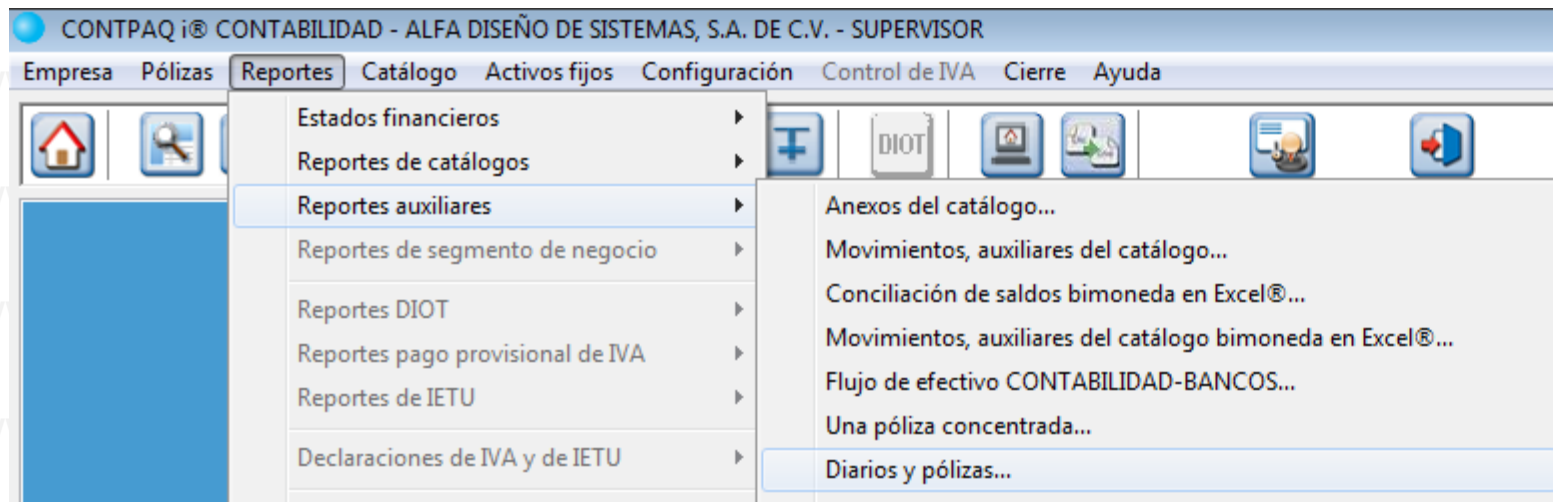 CONTPAQ i® CONTABILIDAD - ALFA DISEÑO DE SISTEMAS, S.A. DE C.V. - SUPERVISOR
Empresa Pólizas Reportes Catálogo Activos fijos Configuración Control de IVA Cierre Ayuda
DIOT
Estados financieros
Reportes de catálogos
Reportes auxiliares
Reportes de segmento de negocio
Reportes DIOT
Reportes pago provisional de IVA
Reportes de IETU
Declaraciones de IVA y de IETU
Anexos del catálogo...
Movimientos, auxiliares del catálogo...
Conciliación de saldos bimoneda en Excel®...
Movimientos, auxiliares del catálogo bimoneda en Excel®...
Flujo de efectivo CONTABILIDAD-BANCOS...
Una póliza concentrada...
Diarios y pólizas...